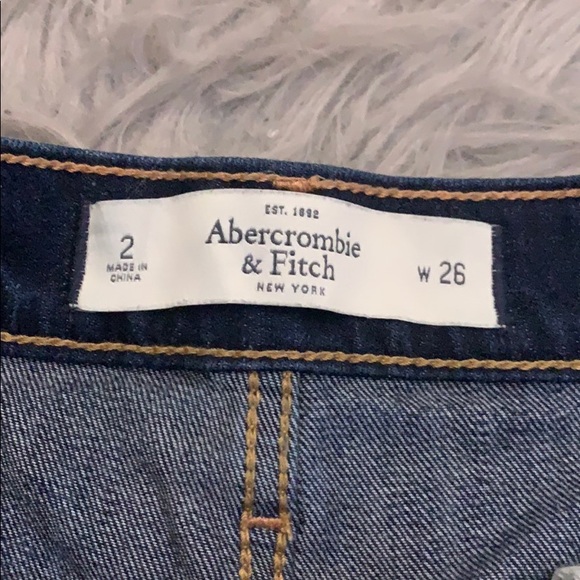 2
MADE IN
CHINA
EST. 1892
Abercrombie
& Fitch
NEW YORK
W 26